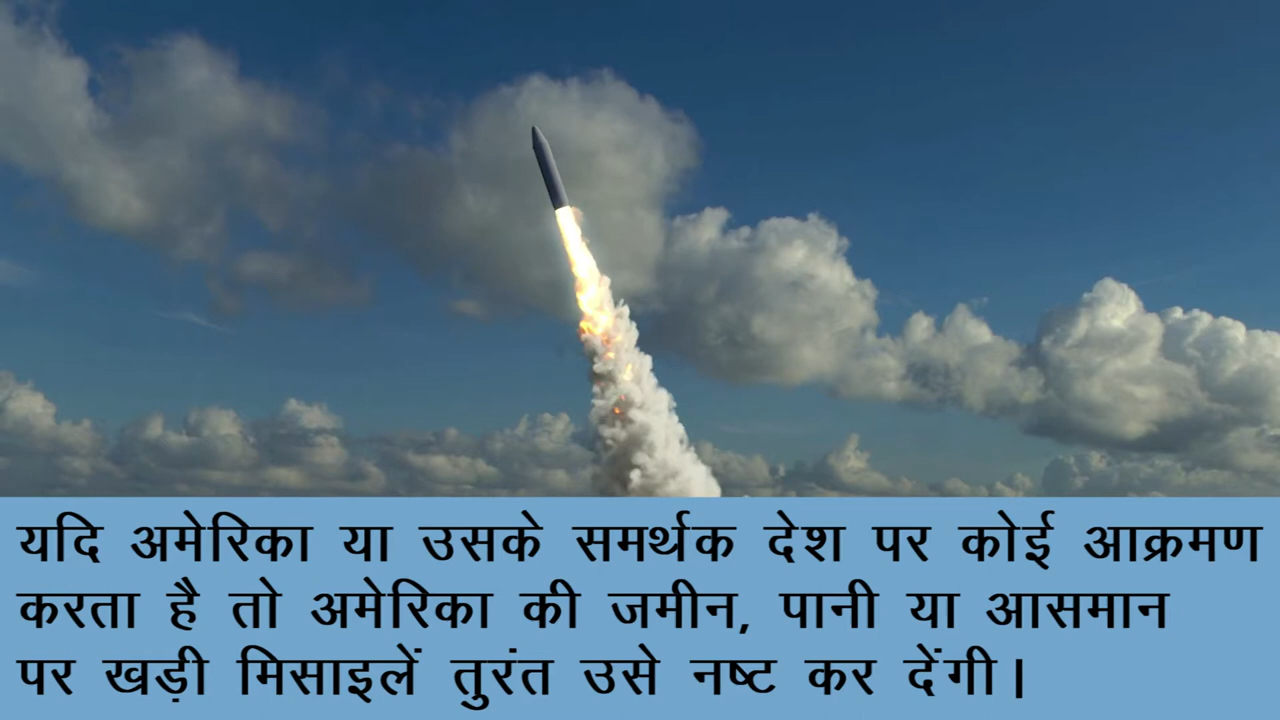 यदि अमेरिका या उसके समर्थक देश पर कोई आक्रमण
करता है तो अमेरिका की जमीन, पानी या आसमान
पर खड़ी मिसाइलें तुरंत उसे नष्ट कर देंगी।